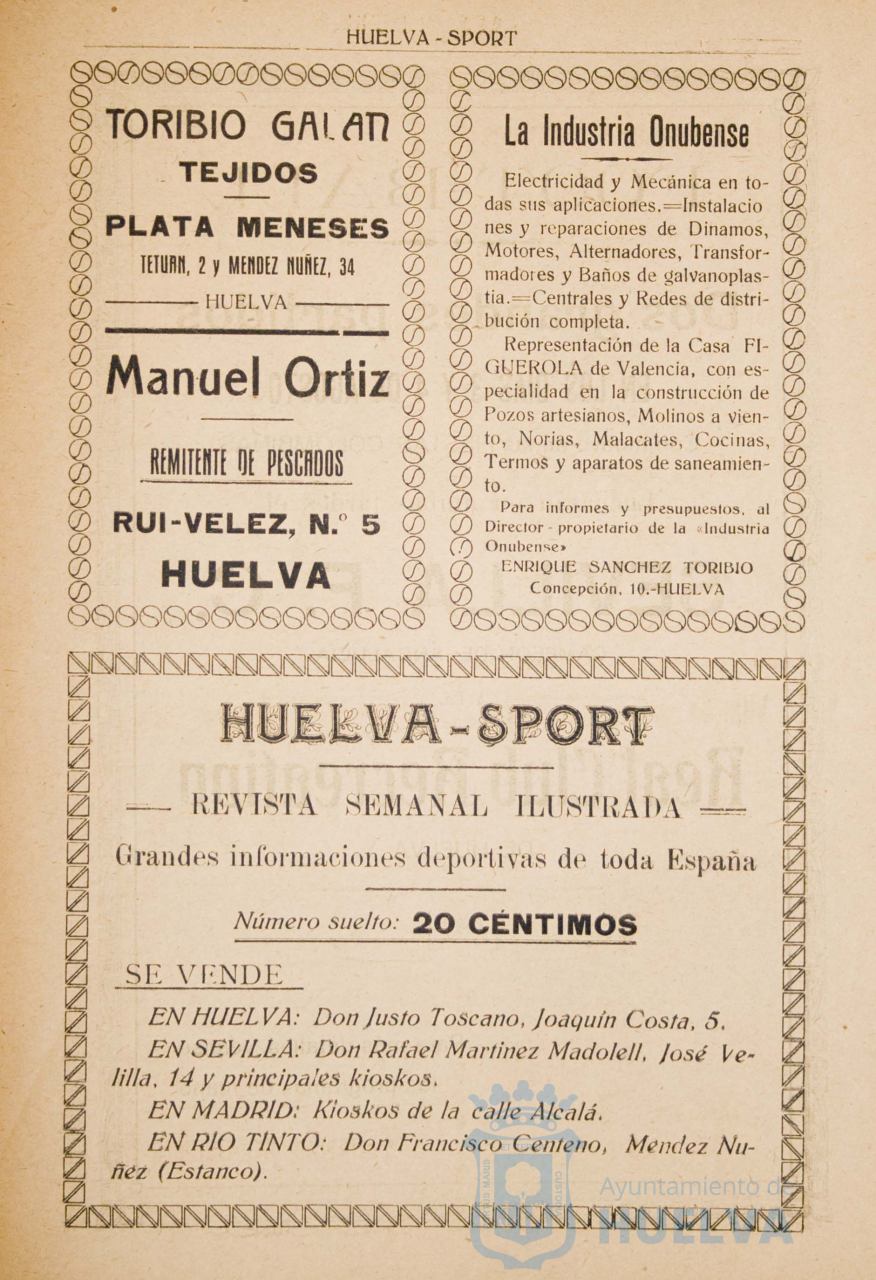 HUELVA - SPORT
TORIBIO GALAN
TEJIDOS
PLATA MENESES
TETUAN, 2 y MENDEZ NUÑEZ, 34
HUELVA
Manuel Ortiz
REMITENTE DE PESCADOS
RUI-VELEZ, N.º 5
HUELVA
La Industria Onubense
Electricidad y Mecánica en to-
das sus aplicaciones.=Instalacio
nes y reparaciones de Dinamos,
Motores, Alternadores, Transfor-
madores y Baños de galvanoplas-
tia.=Centrales y Redes de distri-
bución completa.
Representación de la Casa FI-
GUEROLA de Valencia, con es-
pecialidad en la construcción de
Pozos artesianos, Molinos a vien-
to, Norias, Malacates, Cocinas,
Termos y aparatos de saneamien-
to.
Para informes y presupuestos, al
Director - propietario de la «Industria
Onubense»
ENRIQUE SANCHEZ TORIBIO
Concepción, 10.-HUELVA
HUELVA-SPORT
REVISTA SEMANAL ILUSTRADA
Grandes informaciones deportivas de toda España
Número suelto: 20 CÉNTIMOS
SE VENDE
EN HUELVA: Don Justo Toscano, Joaquín Costa, 5.
EN SEVILLA: Don Rafael Martinez Madolell, José Ve-
lilla, 14 y principales kioskos.
EN MADRID: Kioskos de la calle Alcalá.
EN RIO TINTO: Don Francisco Centeno, Méndez Nu-
ñez (Estanco).
Ayuntamiento de
HUELVA